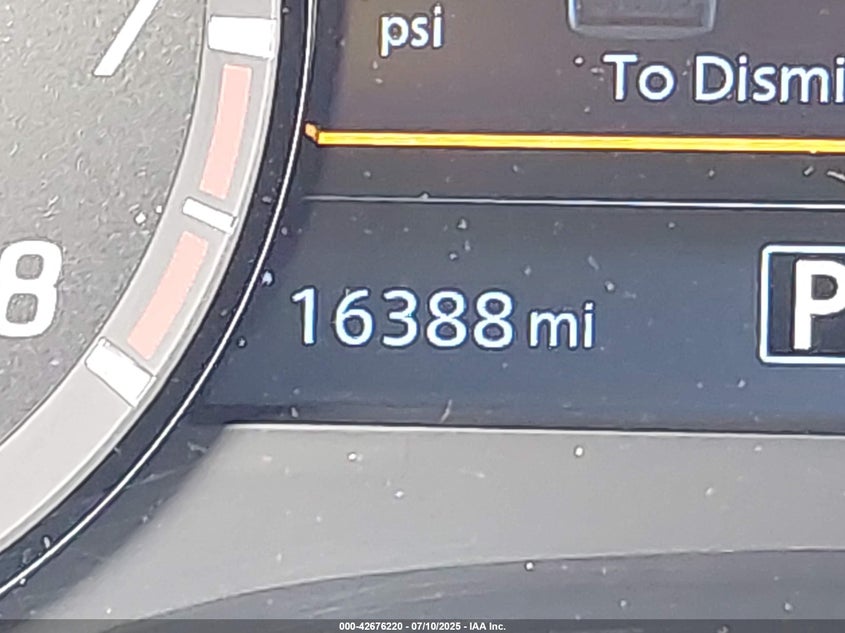 psi
To Dismi
8
16388 mi
P
000-42676220 - 07/10/2025 - IAA Inc.